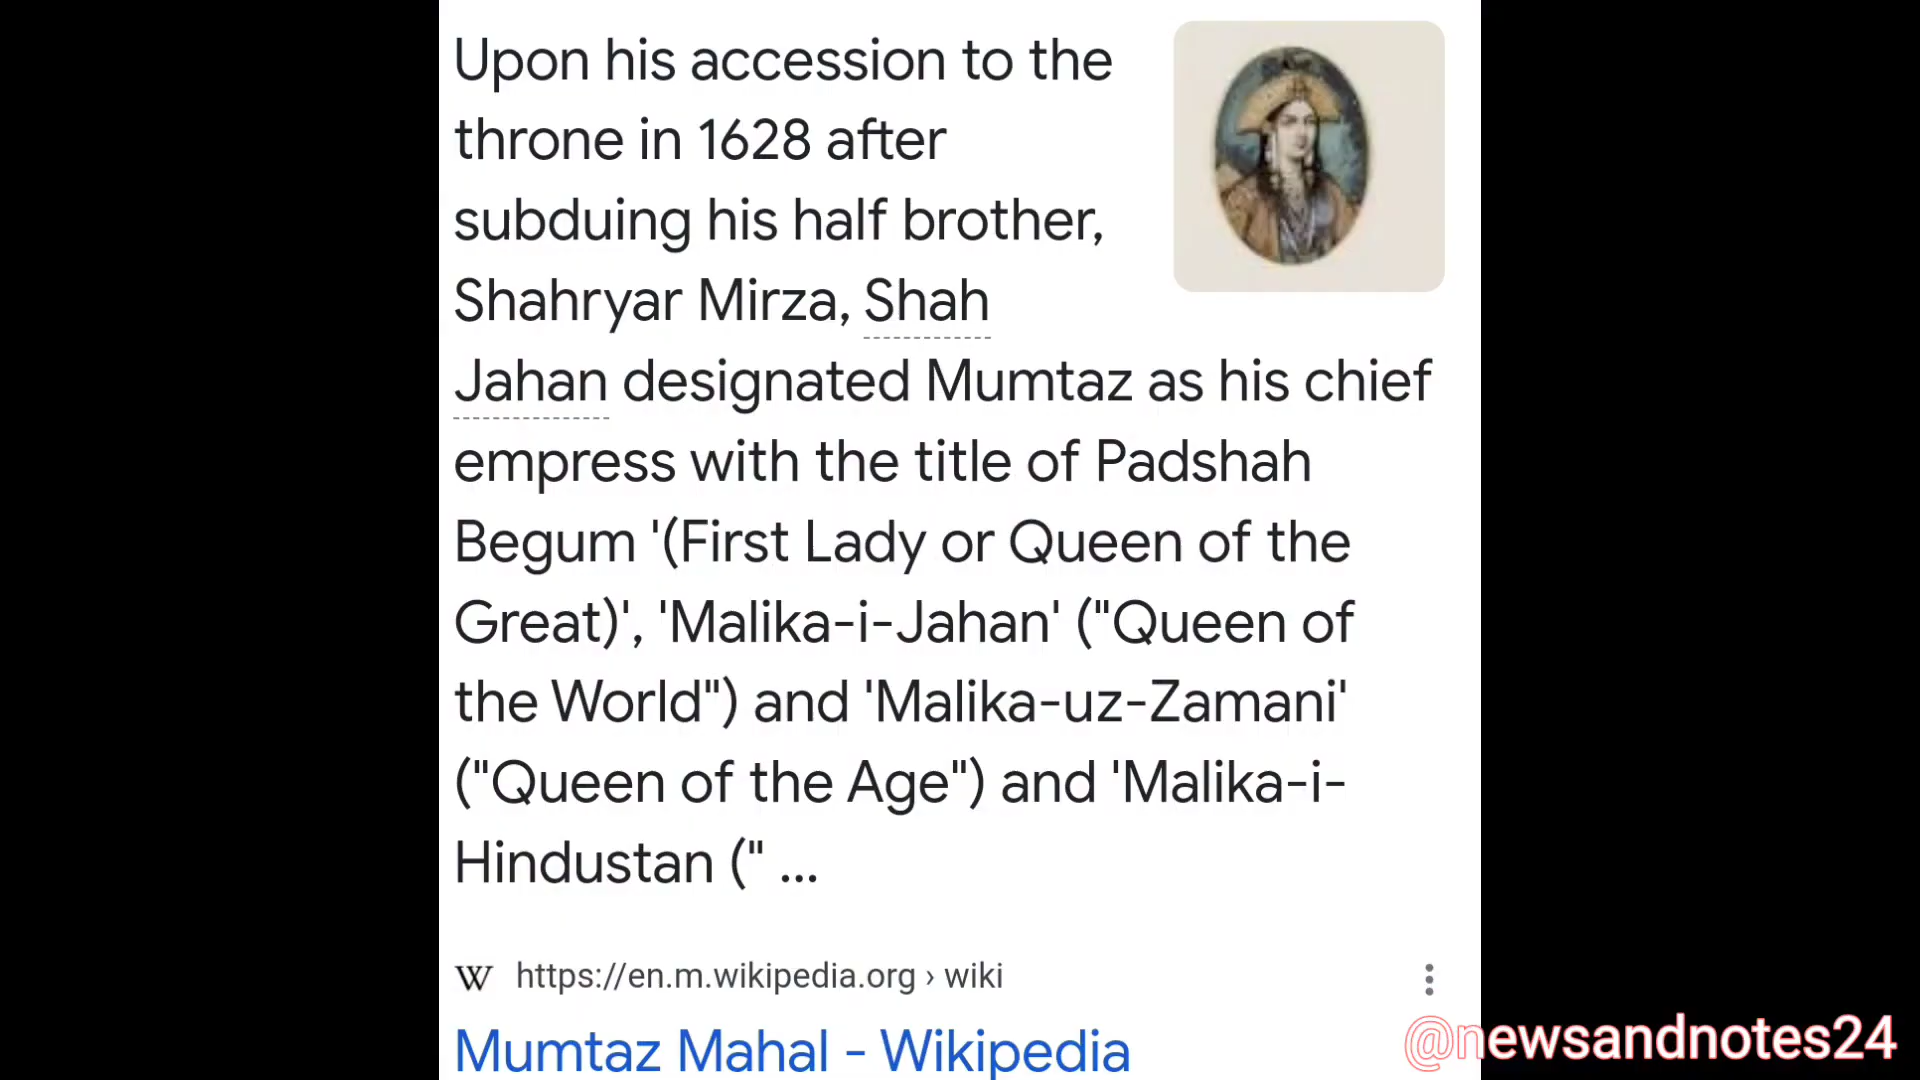 Upon his accession to the
throne in 1628 after
subduing his half brother,
Shahryar Mirza, Shah
Jahan designated Mumtaz as his chief
empress with the title of Padshah
Begum '(First Lady or Queen of the
Great)', 'Malika-i-Jahan' ("Queen of
the World") and 'Malika-uz-Zamani'
("Queen of the Age") and 'Malika-i-
Hindustan (" ...
W https://en.m.wikipedia.org › wiki
Mumtaz Mahal - Wikipedia
@newsandnotes24